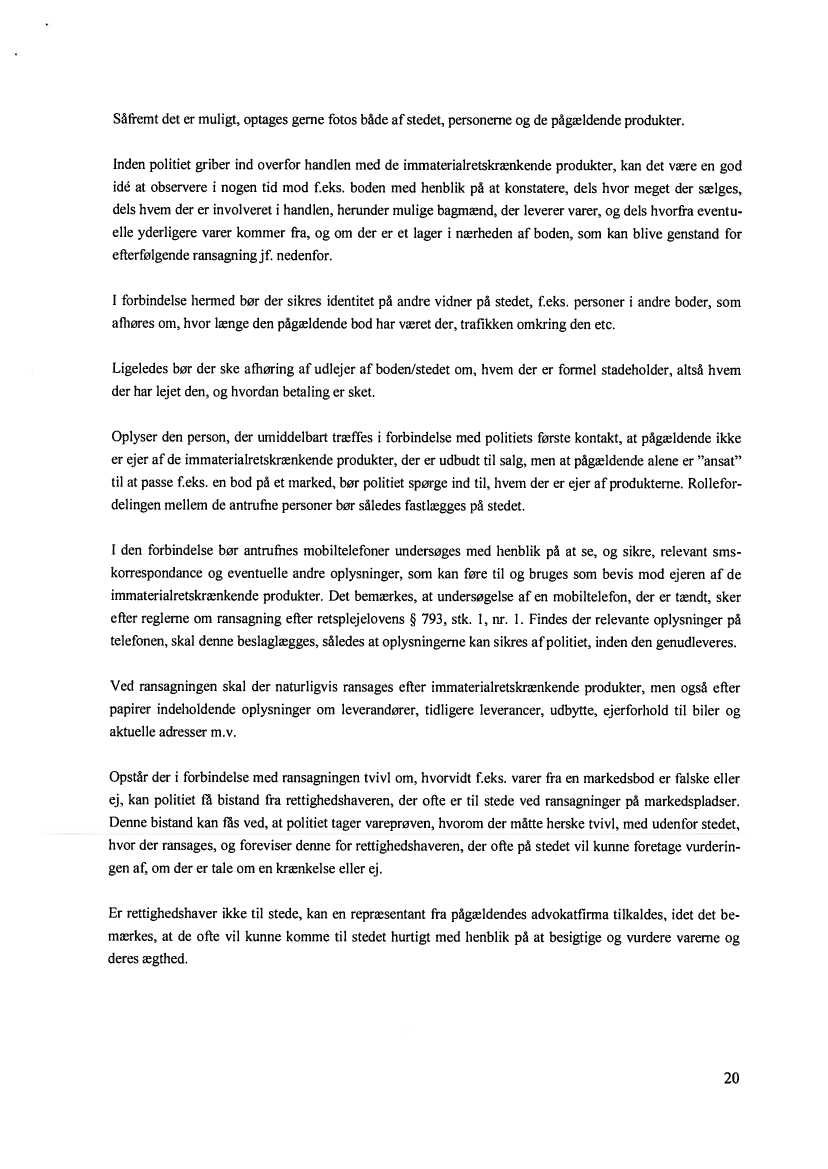 Såfremt det er muligt, optages gerne fotos både af stedet, personerne og de pågældende produkter.

Inden politiet griber ind overfor handlen med de immaterialretskrænkende produkter, kan det være en god
idé at observere i nogen tid mod f.eks. boden med henblik på at konstatere, dels hvor meget der sælges,
dels hvem der er involveret i handlen, herunder mulige bagmænd, der leverer varer, og dels hvorfra eventu-
elle yderligere varer kommer fra, og om der er et lager i nærheden af boden, som kan blive genstand for
efterfølgende ransagning jf. nedenfor.

I forbindelse hermed bør der sikres identitet på andre vidner på stedet, f.eks. personer i andre boder, som
afhøres om, hvor længe den pågældende bod har været der, trafikken omkring den etc.

Ligeledes bør der ske afhøring af udlejer af boden/stedet om, hvem der er formel stadeholder, altså hvem
der har lejet den, og hvordan betaling er sket.

Oplyser den person, der umiddelbart træffes i forbindelse med politiets første kontakt, at pågældende ikke
er ejer af de immaterialretskrænkende produkter, der er udbudt til salg, men at pågældende alene er ”ansat”
til at passe f.eks. en bod på et marked, bør politiet spørge ind til, hvem der er ejer af produkterne. Rollefor-
delingen mellem de antrufne personer bør således fastlægges på stedet.

I den forbindelse bør antrufnes mobiltelefoner undersøges med henblik på at se, og sikre, relevant sms-
korrespondance og eventuelle andre oplysninger, som kan føre til og bruges som bevis mod ejeren af de
immaterialretskrænkende produkter. Det bemærkes, at undersøgelse af en mobiltelefon, der er tændt, sker
efter reglerne om ransagning efter retsplejelovens § 793, stk. 1, nr. 1. Findes der relevante oplysninger på
telefonen, skal denne beslaglægges, således at oplysningerne kan sikres af politiet, inden den genudleveres.

Ved ransagningen skal der naturligvis ransages efter immaterialretskrænkende produkter, men også efter
papirer indeholdende oplysninger om leverandører, tidligere leverancer, udbytte, ejerforhold til biler og
aktuelle adresser m.v.

Opstår der i forbindelse med ransagningen tvivl om, hvorvidt f.eks. varer fra en markedsbod er falske eller
ej, kan politiet få bistand fra rettighedshaveren, der ofte er til stede ved ransagninger på markedspladser.
Denne bistand kan fås ved, at politiet tager vareprøven, hvorom der måtte herske tvivl, med udenfor stedet,
hvor der ransages, og foreviser denne for rettighedshaveren, der ofte på stedet vil kunne foretage vurderin-
gen af, om der er tale om en krænkelse eller ej.

Er rettighedshaver ikke til stede, kan en repræsentant fra pågældendes advokatfirma tilkaldes, idet det be-
mærkes, at de ofte vil kunne komme til stedet hurtigt med henblik på at besigtige og vurdere varerne og
deres ægthed.

20